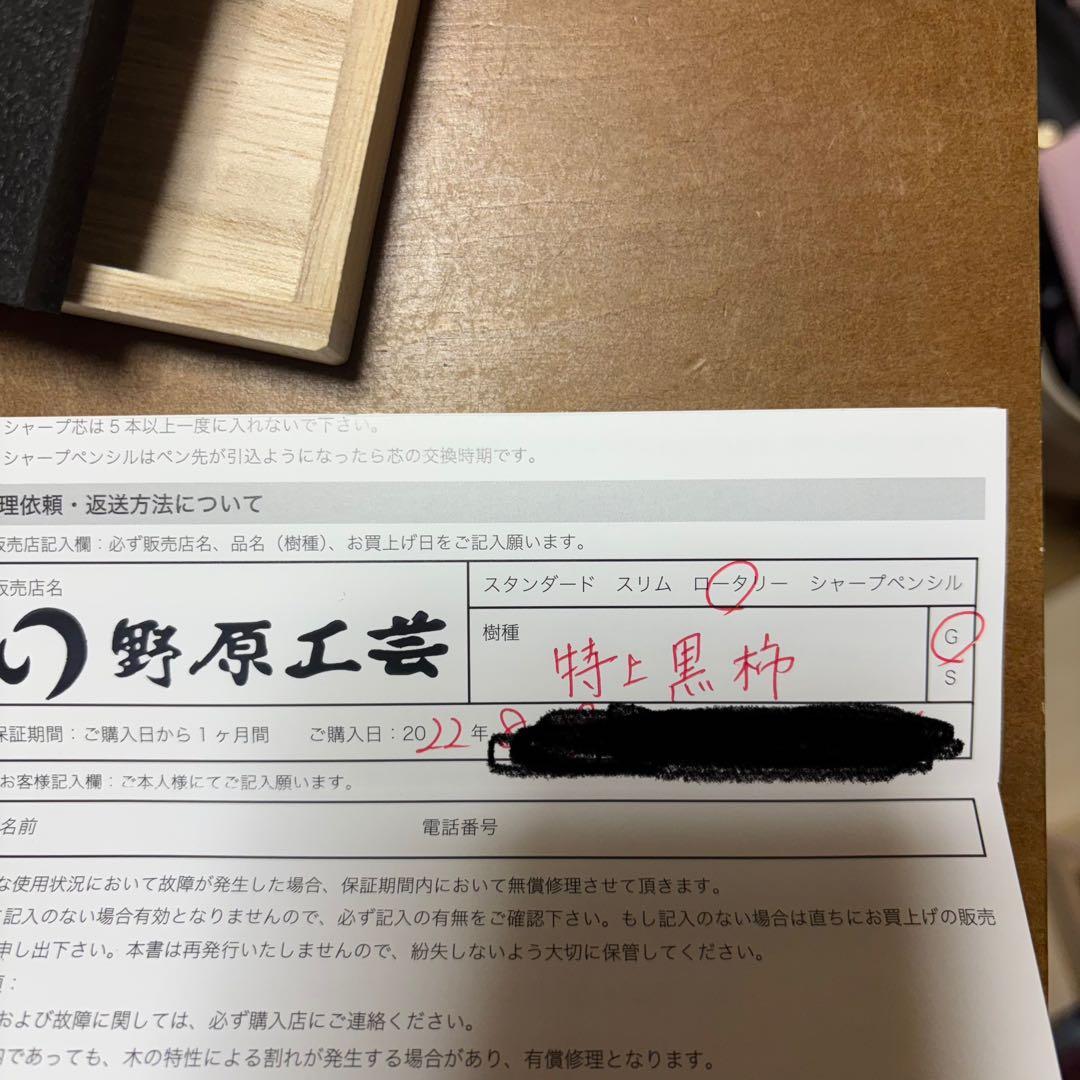 シャープ芯は5本以上一度に入れないで下さい。
シャープペンシルはペン先が引込ようになったら芯の交換時期です。
理依頼・返送方法について
販売店記入欄：必ず販売店名、品名（樹種）、お買上げ日をご記入願います。
販売店名
スタンダード スリム ロータリー シャープペンシル
野原工芸
樹種
特上黒柿
G
S
保証期間：ご購入日から1ヶ月間 ご購入日：2022年8
お客様記入欄：ご本人様にてご記入願います。
名前 電話番号
な使用状況において故障が発生した場合、保証期間内において無償修理させて頂きます。
記入のない場合有効となりませんので、必ず記入の有無をご確認下さい。もし記入のない場合は直ちにお買上げの販売
申し出下さい。本書は再発行いたしませんので、紛失しないよう大切に保管してください。
および故障に関しては、必ず購入店にご連絡ください。
であっても、木の特性による割れが発生する場合があり、有償修理となります。